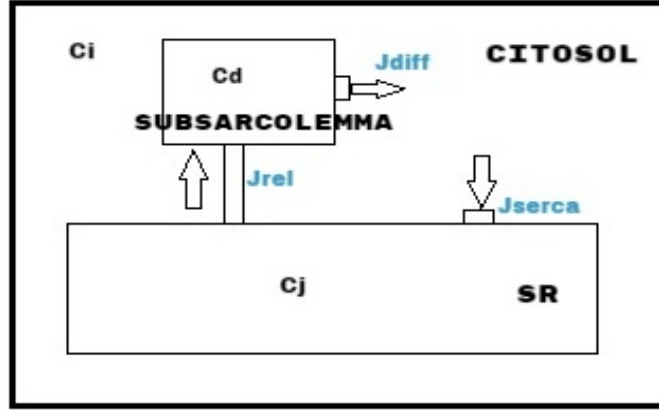 Ci
CITOSOL
Jdiff
Cd
SUBSARCOLEMMA
Jrel
Jserca
Cj
SR